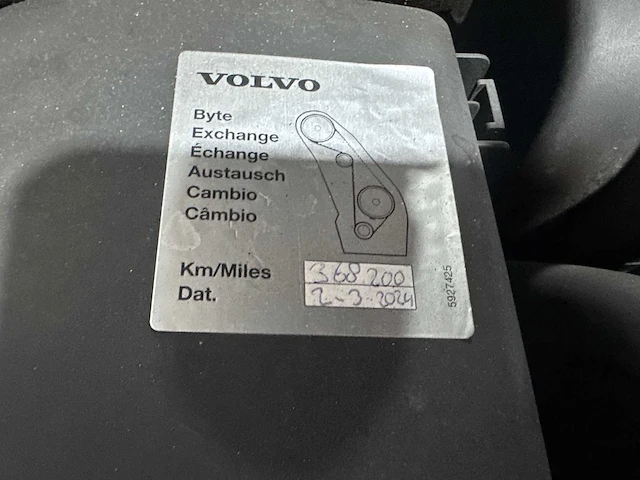 VOLVO
Byte
Exchange
Échange
Austausch
Cambio
Câmbio
Km/Miles 368 200
Dat. 2-3-2024
5927425